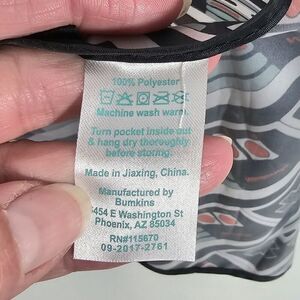 100% Polyester
Machine wash warm.
Turn pocket inside out
& hang dry thoroughly
before storing.
Made in Jiaxing, China.
Manufactured by
Bumkins
454 E Washington St
Phoenix, AZ 85034
RN#115670
09-2017-2761